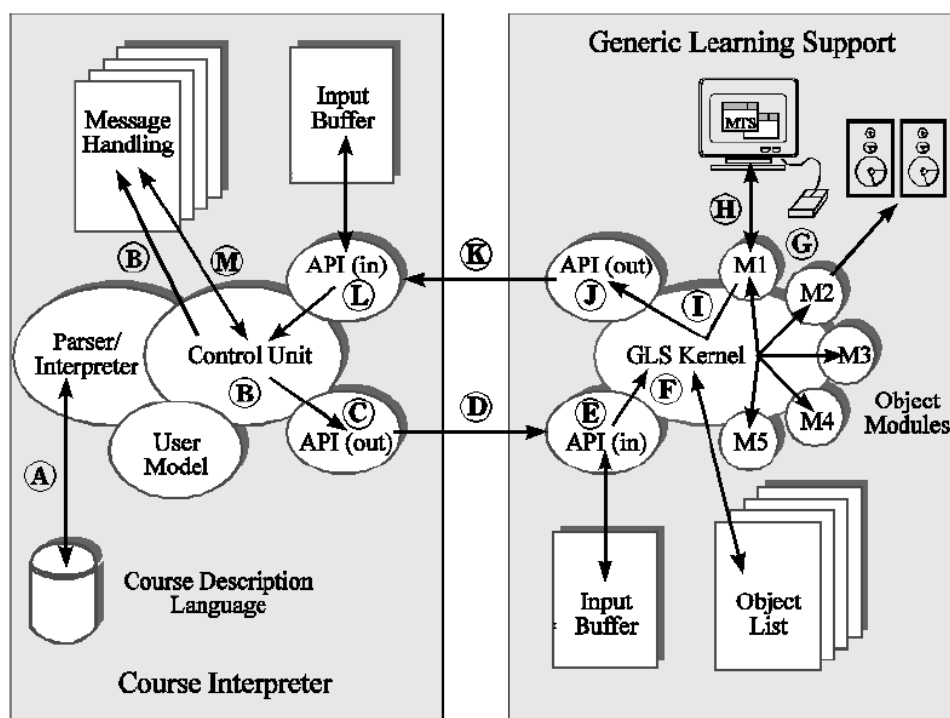 Generic Learning Support
Message
Handling
Input
Buffer
MTS
H
G
B
M
API (in)
L
K
API (out)
J
I
M1
M2
Parser/
Interpreter
Control Unit
B
GLS Kernel
F
M3
C
API (out)
D
E
API (in)
M4
M5
Object
Modules
User
Model
A
Course Description
Language
Input
Buffer
Object
List
Course Interpreter